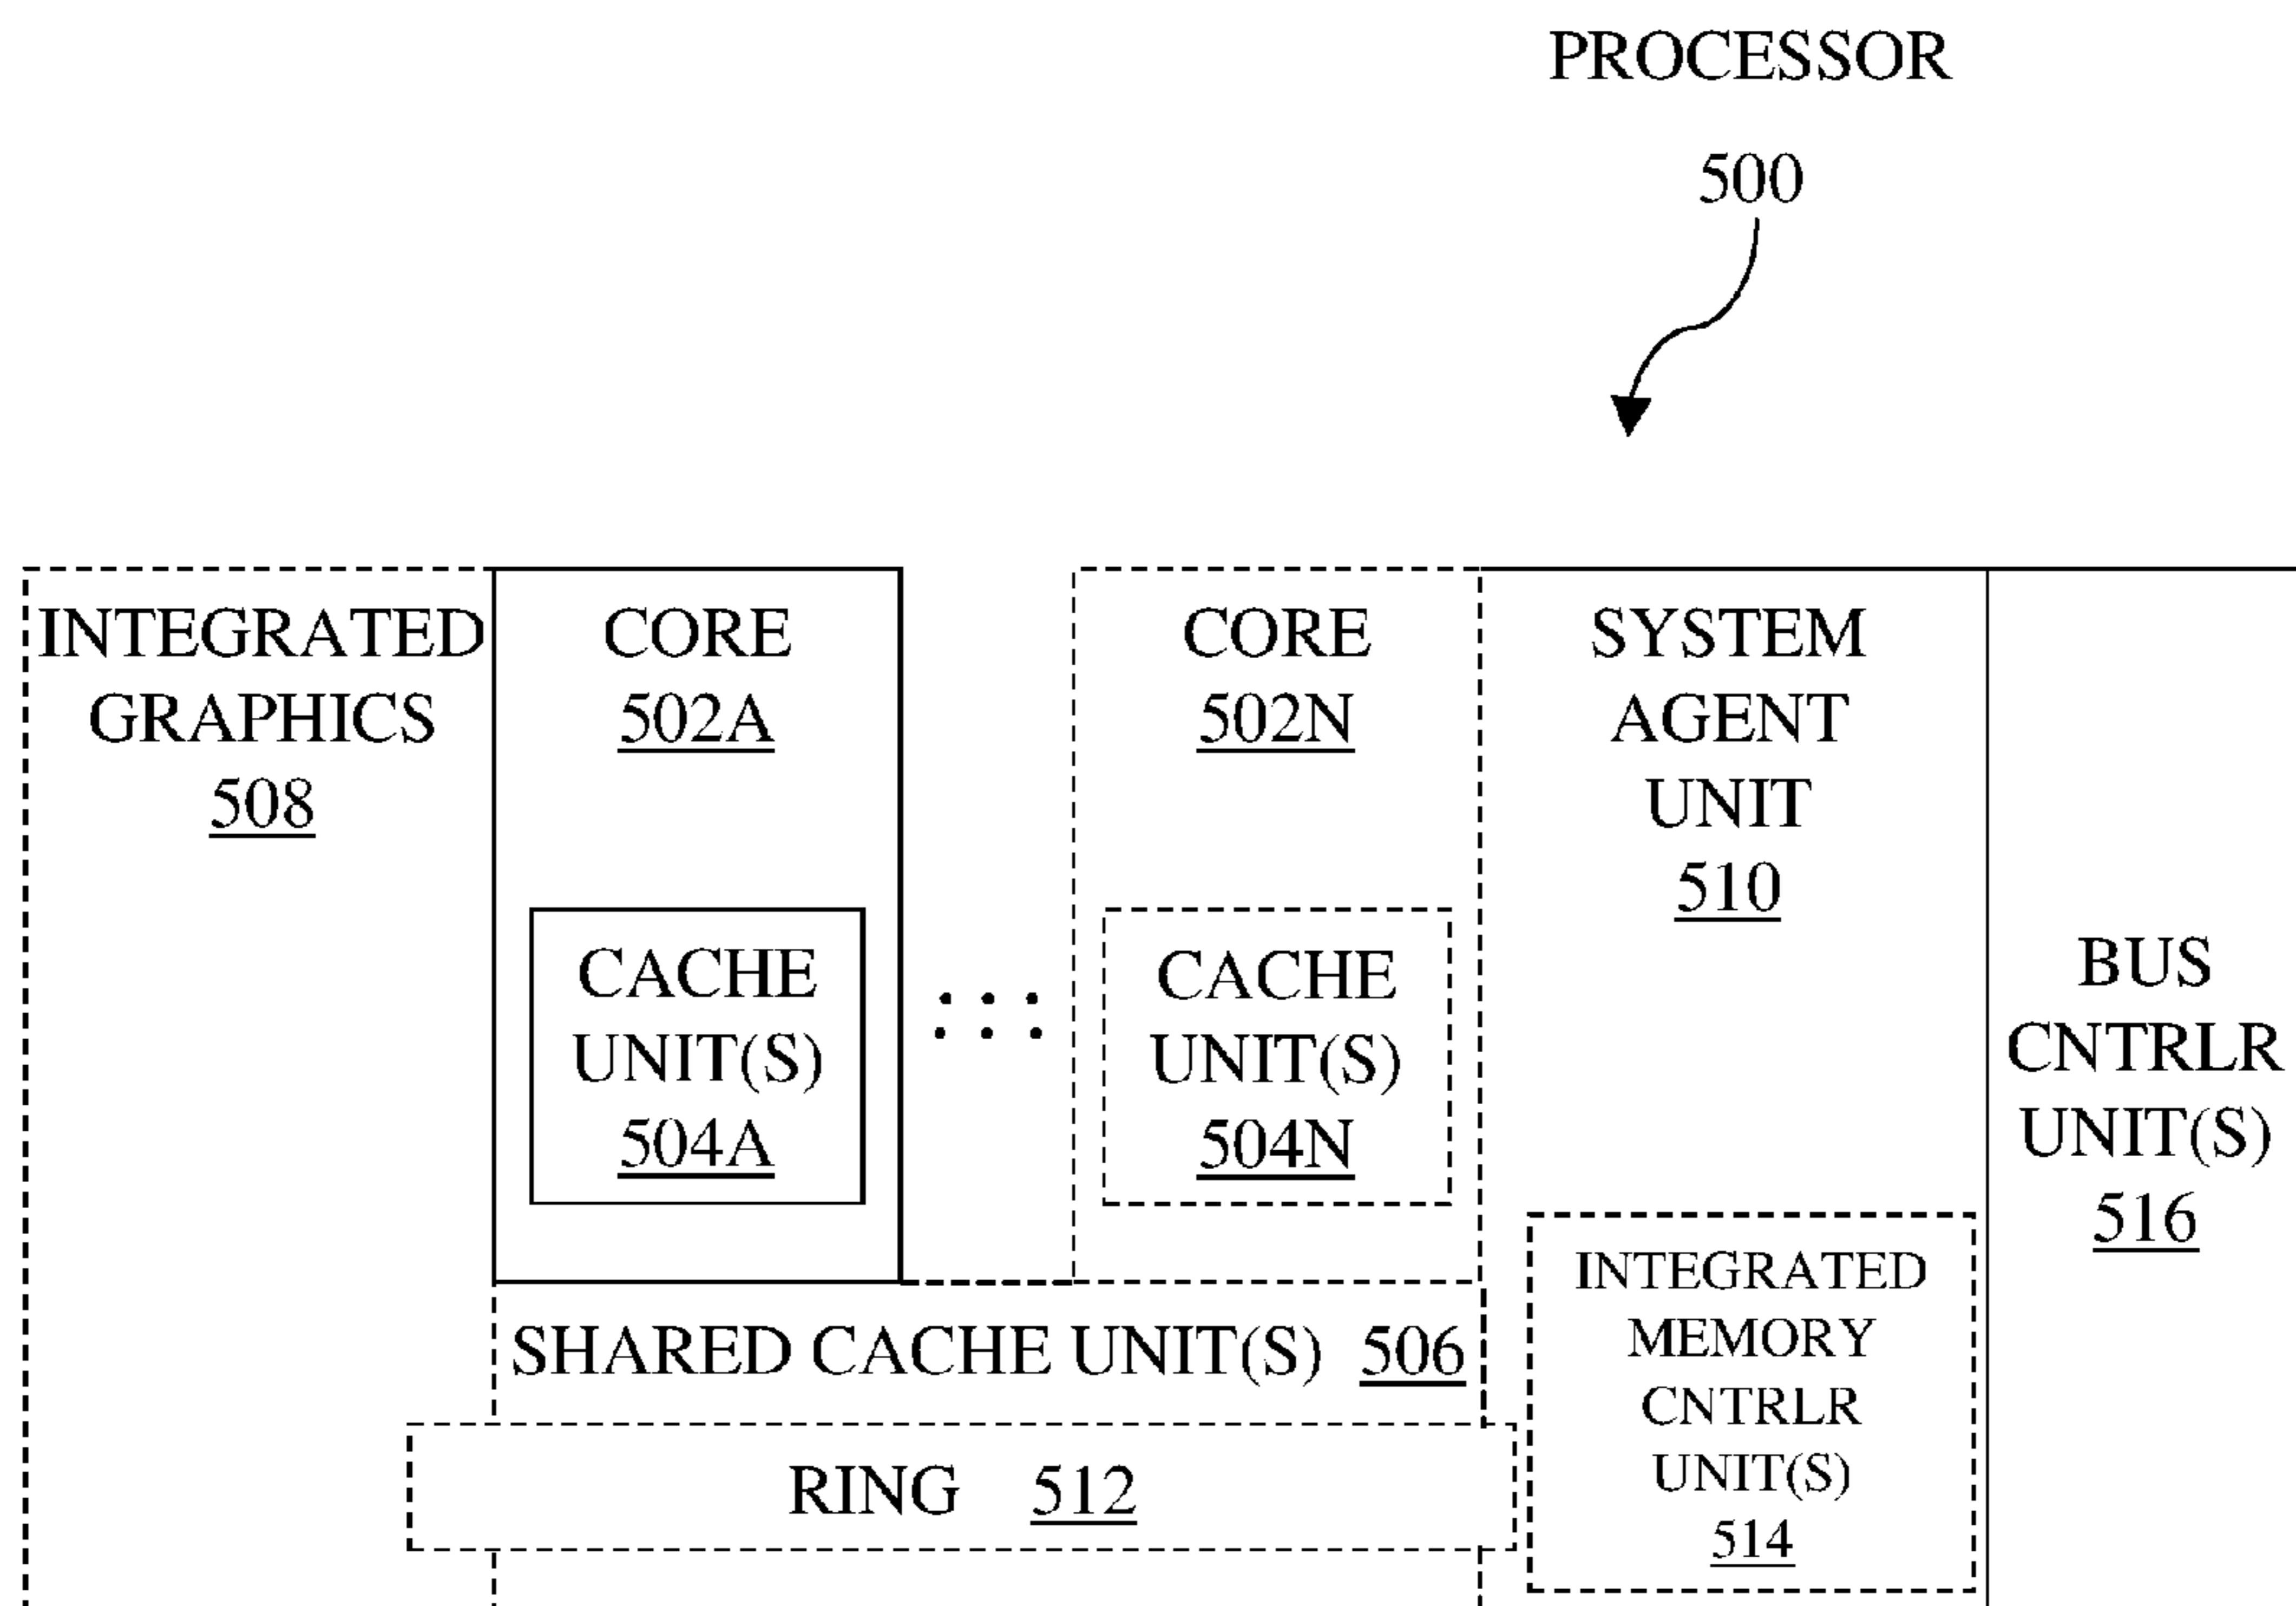 PROCESSOR
500
INTEGRATED
GRAPHICS
508
CORE
502A
CACHE
UNIT(S)
504A
CORE
502N
CACHE
UNIT(S)
504N
SYSTEM
AGENT
UNIT
510
BUS
CNTRLR
UNIT(S)
516
SHARED CACHE UNIT(S) 506
RING 512
INTEGRATED
MEMORY
CNTRLR
UNIT(S)
514